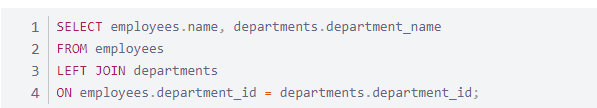 1 SELECT employees.name, departments.department_name
2 FROM employees
3 LEFT JOIN departments
4 ON employees.department_id = departments.department_id;